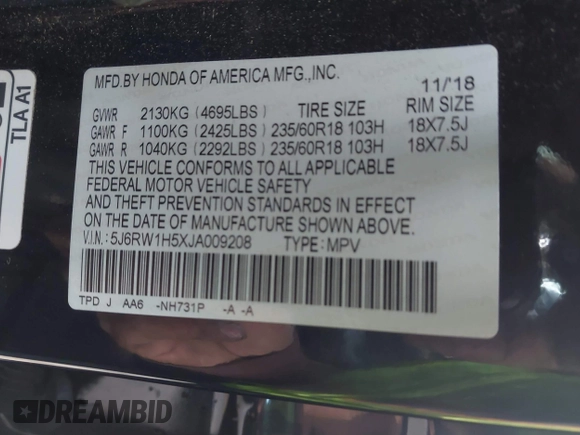 MFD.BY HONDA OF AMERICA MFG.,INC.
11/18
GVWR 2130KG (4695LBS) TIRE SIZE RIM SIZE
GAWR F 1100KG (2425LBS) 235/60R18 103H 18X7.5J
GAWR R 1040KG (2292LBS) 235/60R18 103H 18X7.5J
THIS VEHICLE CONFORMS TO ALL APPLICABLE
FEDERAL MOTOR VEHICLE SAFETY
AND THEFT PREVENTION STANDARDS IN EFFECT
ON THE DATE OF MANUFACTURE SHOWN ABOVE.
V.I.N.: 5J6RW1H5XJA009208 TYPE: MPV
TPD J AA6 -NH731P -A -A
TLA A1
DREAMBID